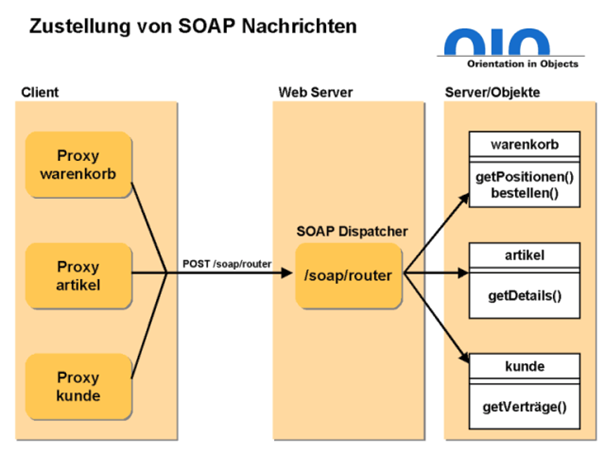 Zustellung von SOAP Nachrichten
OIO
Orientation in Objects
Client
Web Server
Server/Objekte
Proxy
warenkorb
Proxy
artikel
Proxy
kunde
POST /soap/router
SOAP Dispatcher
/soap/router
warenkorb
getPositionen()
bestellen()
artikel
getDetails()
kunde
getVerträge()